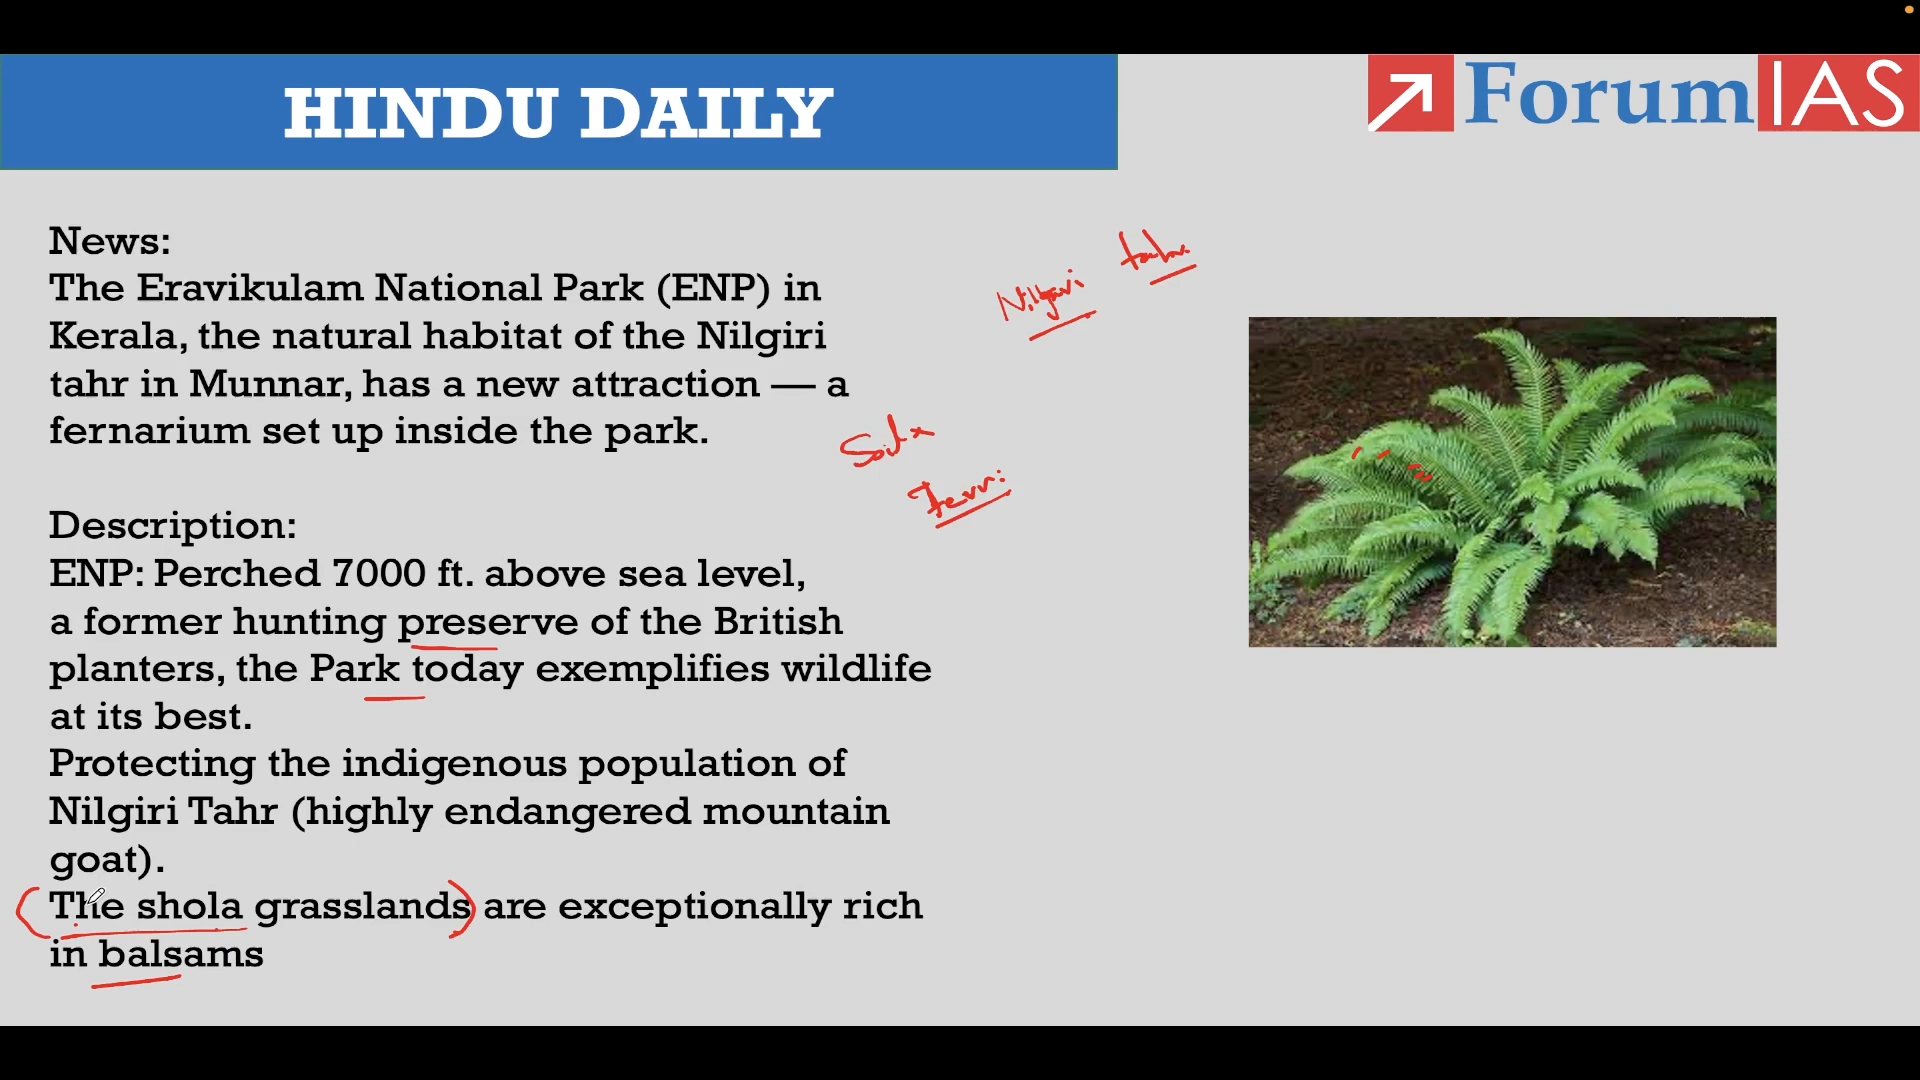 HINDU DAILY
Forum IAS
News:
The Eravikulam National Park (ENP) in
Kerala, the natural habitat of the Nilgiri
tahr in Munnar, has a new attraction — a
fernarium set up inside the park.
Nilgiri tahr
Description:
ENP: Perched 7000 ft. above sea level,
a former hunting preserve of the British
planters, the Park today exemplifies wildlife
at its best.
Protecting the indigenous population of
Nilgiri Tahr (highly endangered mountain
goat).
(The shola grasslands) are exceptionally rich
in balsams